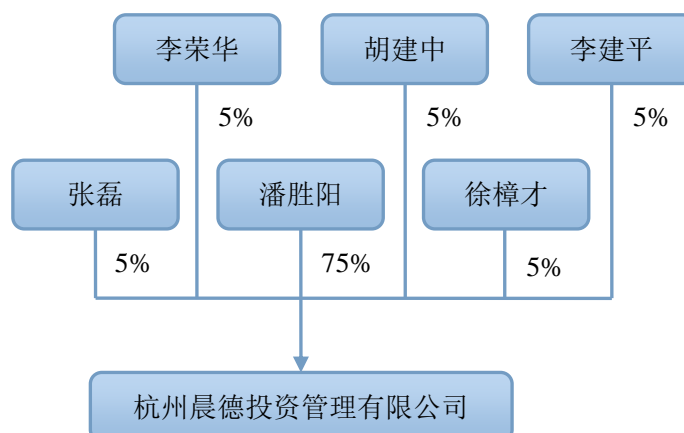 李荣华 胡建中 李建平
5% 5% 5%
张磊 潘胜阳 徐樟才
5% 75% 5%
杭州晨德投资管理有限公司